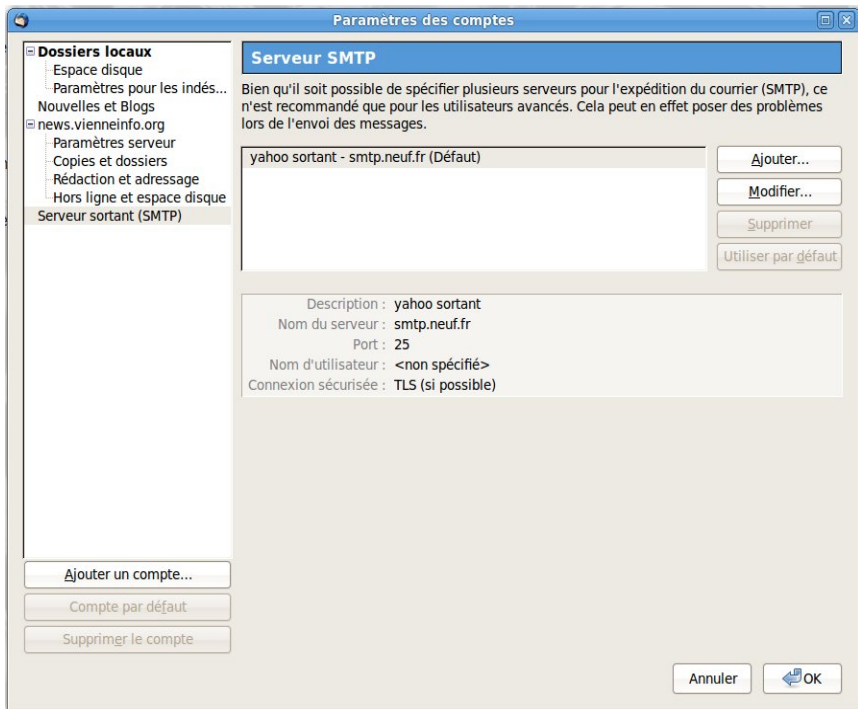 Paramètres des comptes
Dossiers locaux
Espace disque
Paramètres pour les indés...
Nouvelles et Blogs
news.vienneinfo.org
Paramètres serveur
Copies et dossiers
Rédaction et adressage
Hors ligne et espace disque
Serveur sortant (SMTP)
Ajouter un compte...
Compte par défaut
Supprimer le compte
Serveur SMTP
Bien qu'il soit possible de spécifier plusieurs serveurs pour l'expédition du courrier (SMTP), ce
n'est recommandé que pour les utilisateurs avancés. Cela peut en effet poser des problèmes
lors de l'envoi des messages.
yahoo sortant - smtp.neuf.fr (Défaut)
Ajouter...
Modifier...
Supprimer
Utiliser par défaut
Description : yahoo sortant
Nom du serveur : smtp.neuf.fr
Port : 25
Nom d'utilisateur : <non spécifié>
Connexion sécurisée : TLS (si possible)
Annuler
OK